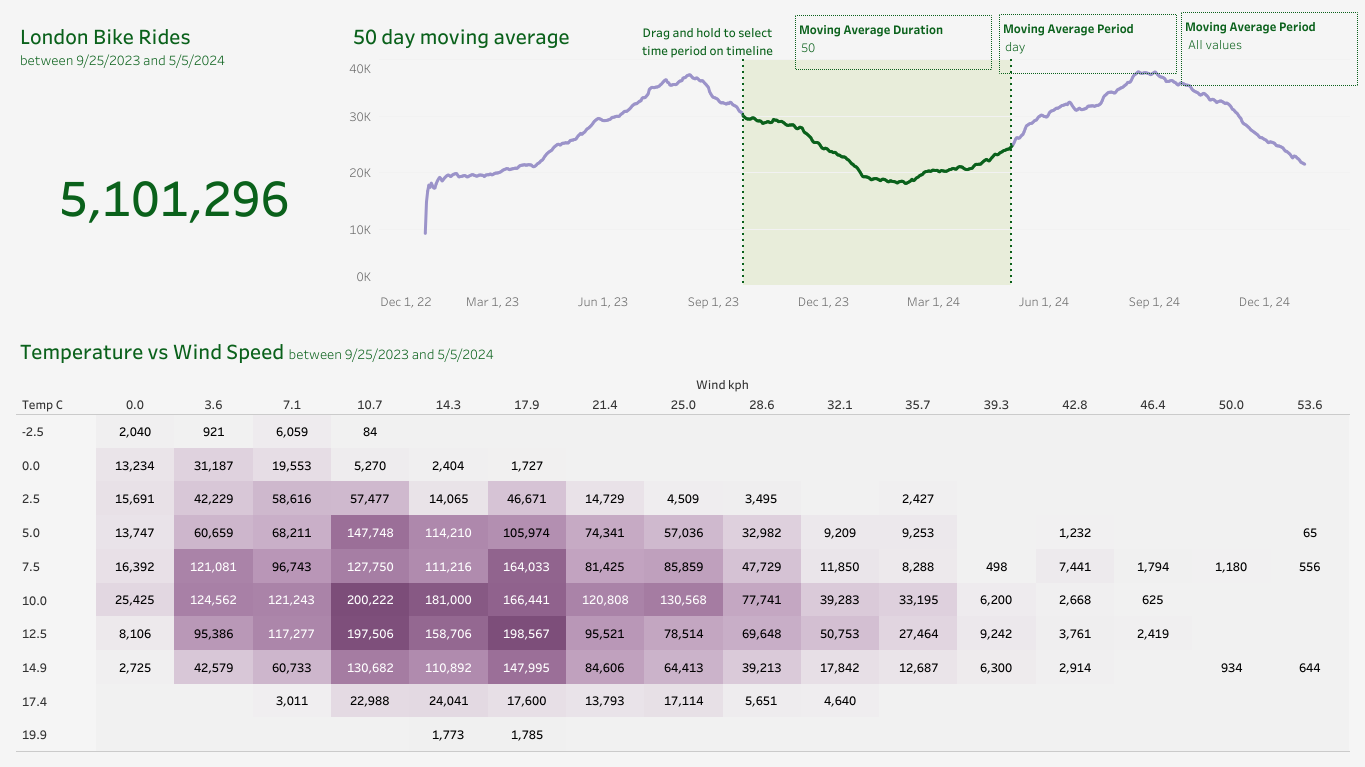 London Bike Rides
between 9/25/2023 and 5/5/2024
5,101,296
50 day moving average
Drag and hold to select
time period on timeline
Moving Average Duration
50
Moving Average Period
day
Moving Average Period
All values
40K
30K
20K
10K
0K
Dec 1, 22 Mar 1, 23 Jun 1, 23 Sep 1, 23 Dec 1, 23 Mar 1, 24 Jun 1, 24 Sep 1, 24 Dec 1, 24
Temperature vs Wind Speed between 9/25/2023 and 5/5/2024
Wind kph
Temp C 0.0 3.6 7.1 10.7 14.3 17.9 21.4 25.0 28.6 32.1 35.7 39.3 42.8 46.4 50.0 53.6
-2.5 2,040 921 6,059 84
0.0 13,234 31,187 19,553 5,270 2,404 1,727
2.5 15,691 42,229 58,616 57,477 14,065 46,671 14,729 4,509 3,495 2,427
5.0 13,747 60,659 68,211 147,748 114,210 105,974 74,341 57,036 32,982 9,209 9,253 1,232 65
7.5 16,392 121,081 96,743 127,750 111,216 164,033 81,425 85,859 47,729 11,850 8,288 498 7,441 1,794 1,180 556
10.0 25,425 124,562 121,243 200,222 181,000 166,441 120,808 130,568 77,741 39,283 33,195 6,200 2,668 625
12.5 8,106 95,386 117,277 197,506 158,706 198,567 95,521 78,514 69,648 50,753 27,464 9,242 3,761 2,419
14.9 2,725 42,579 60,733 130,682 110,892 147,995 84,606 64,413 39,213 17,842 12,687 6,300 2,914 934 644
17.4 3,011 22,988 24,041 17,600 13,793 17,114 5,651 4,640
19.9 1,773 1,785